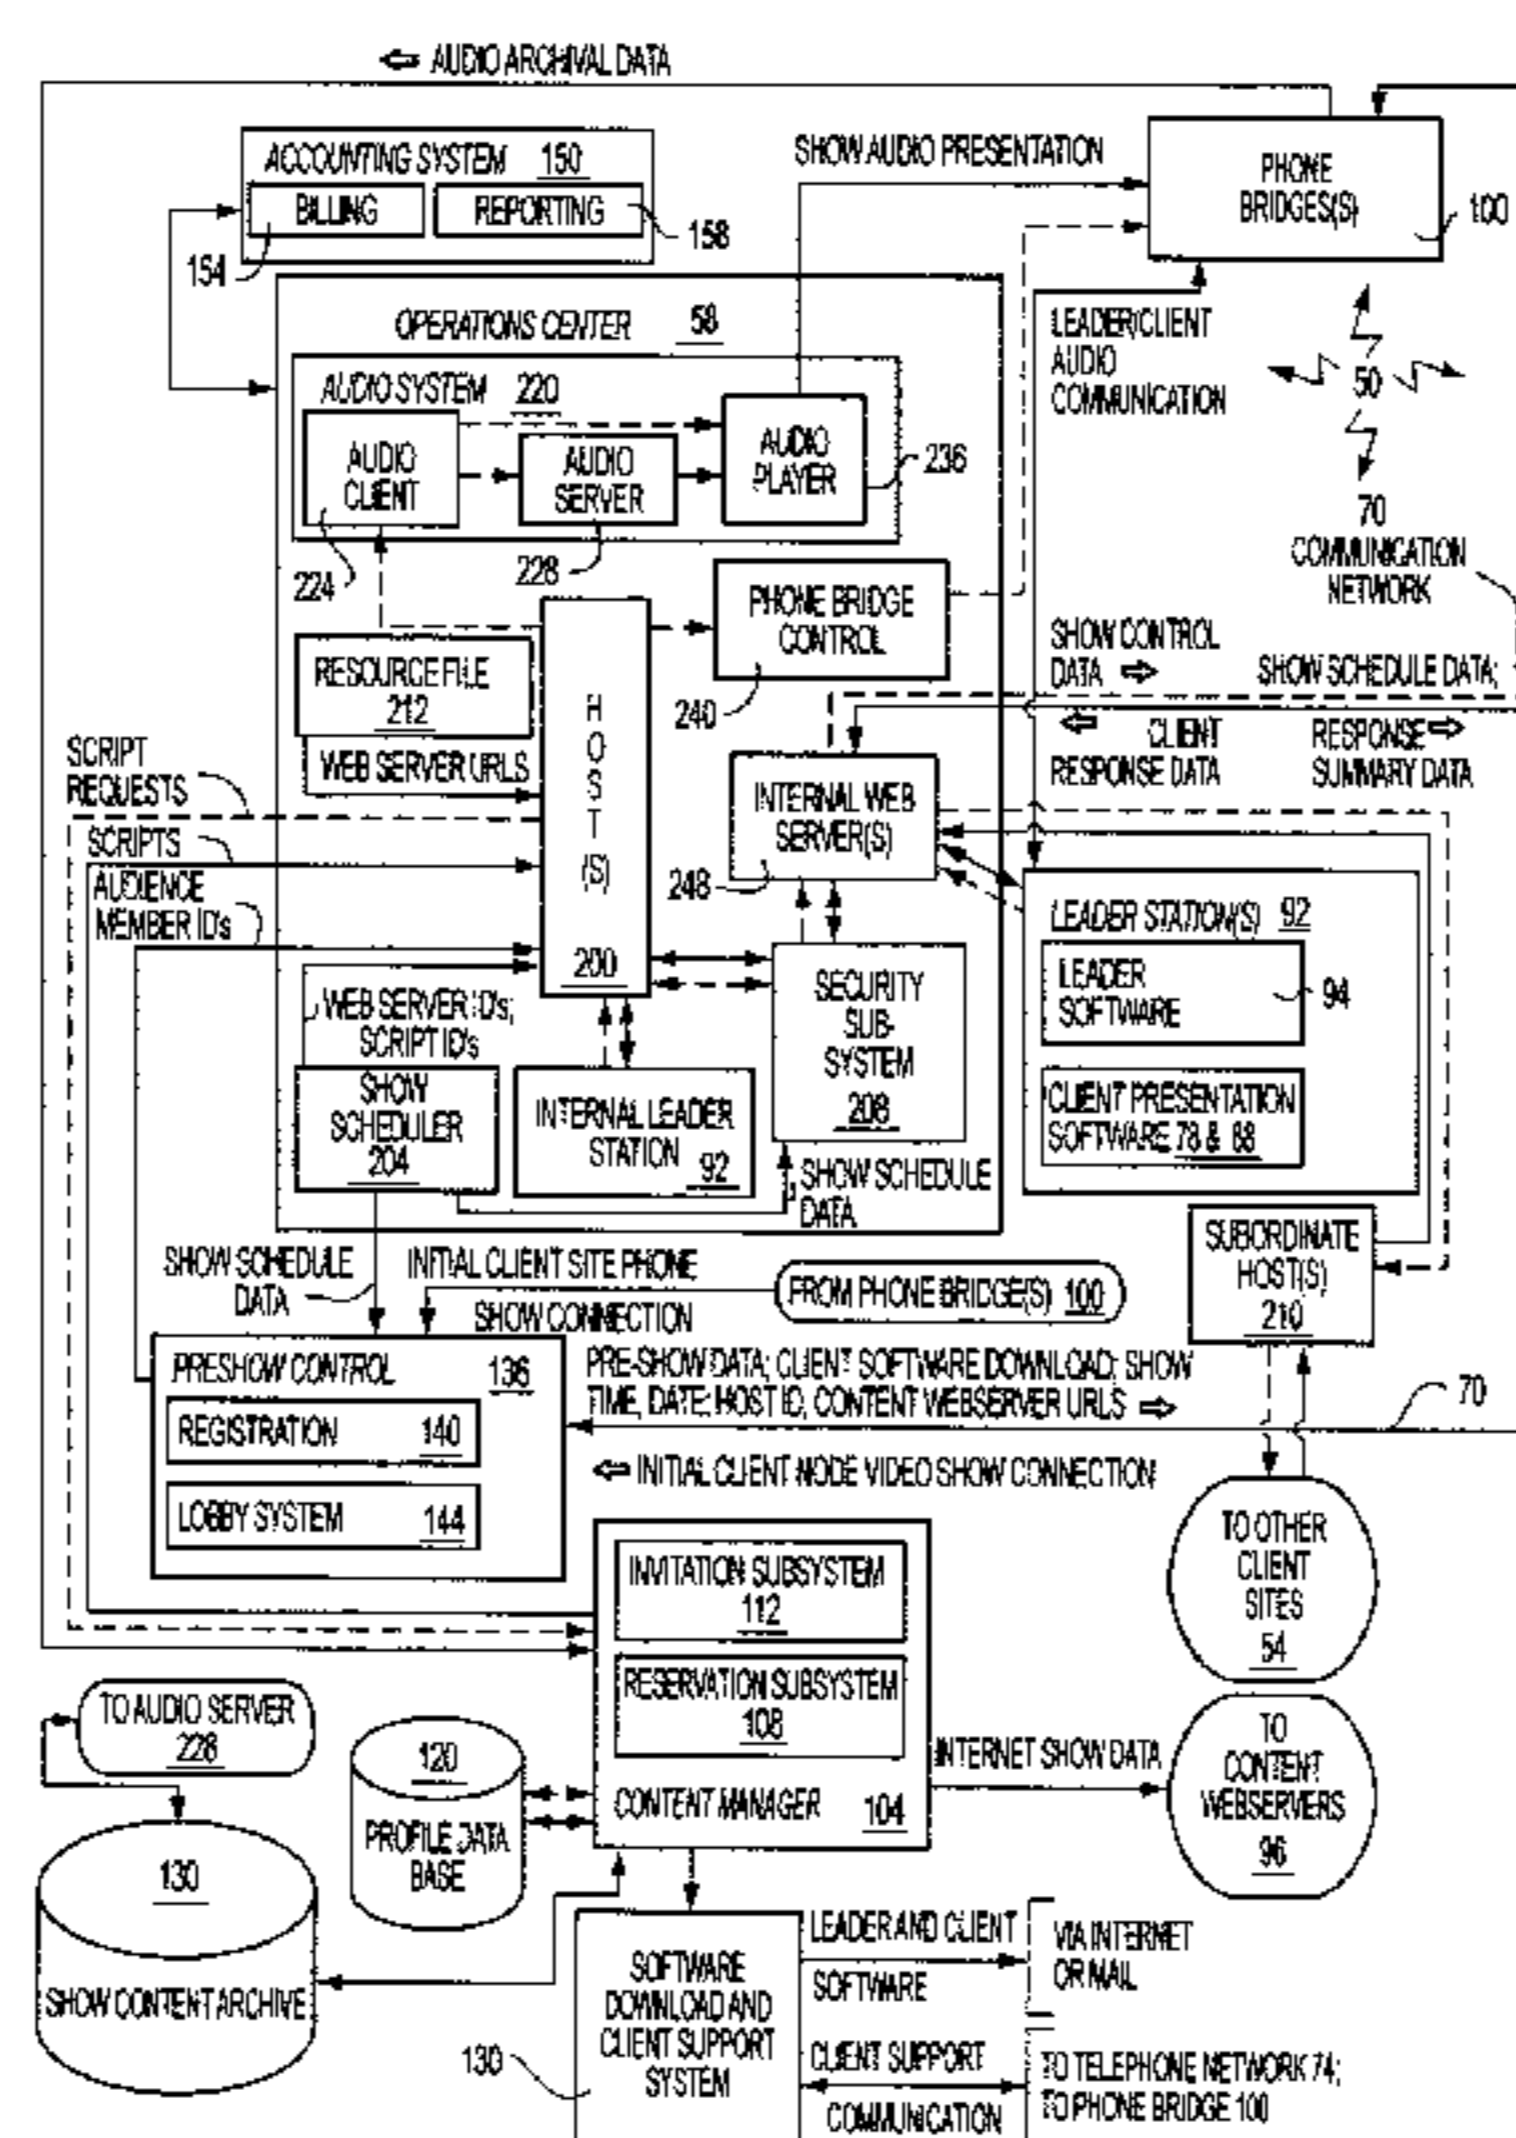 AUDIO ARCHIVAL DATA
ACCOUNTING SYSTEM 150
BILLING
REPORTING
154
158
SHOW AUDIO PRESENTATION
PHONE
BRIDGES(S)
100
OPERATIONS CENTER 58
AUDIO SYSTEM 220
AUDIO
CLIENT
AUDIO
SERVER
AUDIO
PLAYER
236
224
228
LEADER/CLIENT
AUDIO
COMMUNICATION
50
70
COMMUNICATION
NETWORK
PHONE BRIDGE
CONTROL
240
RESOURCE FILE
212
WEB SERVER URLS
HOST
(S)
200
SHOW CONTROL
DATA
SHOW SCHEDULE DATA;
CLIENT
RESPONSE DATA
RESPONSE
SUMMARY DATA
SCRIPT
REQUESTS
SCRIPTS
AUDIENCE
MEMBER ID's
INTERNAL WEB
SERVER(S)
248
LEADER STATION(S) 92
LEADER
SOFTWARE
94
CLIENT PRESENTATION
SOFTWARE 78 & 88
WEB SERVER ID's;
SCRIPT ID's
SHOW
SCHEDULER
204
INTERNAL LEADER
STATION 92
SECURITY
SUB-
SYSTEM
208
SHOW SCHEDULE
DATA
SUBORDINATE
HOST(S)
210
SHOW SCHEDULE
DATA
INITIAL CLIENT SITE PHONE
SHOW CONNECTION
FROM PHONE BRIDGE(S) 100
PRESHOW CONTROL 136
REGISTRATION 140
LOBBY SYSTEM 144
PRE-SHOW DATA; CLIENT SOFTWARE DOWNLOAD; SHOW
TIME, DATE; HOST ID, CONTENT WEBSERVER URLS
70
INITIAL CLIENT NODE VIDEO SHOW CONNECTION
INVITATION SUBSYSTEM
112
RESERVATION SUBSYSTEM
108
CONTENT MANAGER 104
TO OTHER
CLIENT
SITES
54
TO AUDIO SERVER
228
120
PROFILE DATA
BASE
INTERNET SHOW DATA
TO
CONTENT
WEBSERVERS
96
130
SHOW CONTENT ARCHIVE
SOFTWARE
DOWNLOAD AND
CLIENT SUPPORT
SYSTEM
130
LEADER AND CLIENT
SOFTWARE
VIA INTERNET
OR MAIL
CLIENT SUPPORT
COMMUNICATION
TO TELEPHONE NETWORK 74;
TO PHONE BRIDGE 100